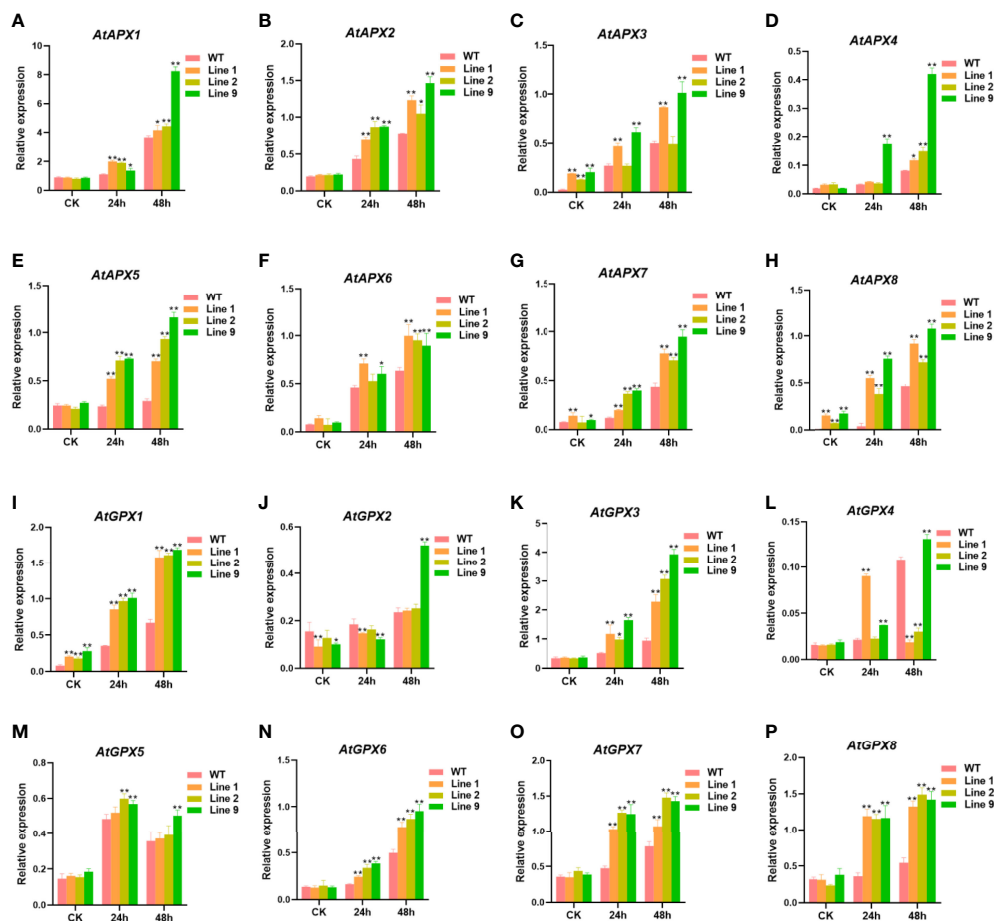 A
AtAPX1
Relative expression
10
8
6
4
2
0
** ** *
* ** **
CK 24h 48h
WT
Line 1
Line 2
Line 9
B
AtAPX2
Relative expression
2.0
1.5
1.0
0.5
0.0
** ** **
** * **
CK 24h 48h
WT
Line 1
Line 2
Line 9
C
AtAPX3
Relative expression
1.5
1.0
0.5
0.0
** ** **
** **
** **
CK 24h 48h
WT
Line 1
Line 2
Line 9
D
AtAPX4
Relative expression
0.5
0.4
0.3
0.2
0.1
0.0
**
* ** **
CK 24h 48h
WT
Line 1
Line 2
Line 9
E
AtAPX5
Relative expression
1.5
1.0
0.5
0.0
** ** **
** ** **
CK 24h 48h
WT
Line 1
Line 2
Line 9
F
AtAPX6
Relative expression
1.5
1.0
0.5
0.0
** *
** ** **
CK 24h 48h
WT
Line 1
Line 2
Line 9
G
AtAPX7
Relative expression
1.5
1.0
0.5
0.0
** *
** ** **
** ** **
CK 24h 48h
WT
Line 1
Line 2
Line 9
H
AtAPX8
Relative expression
1.5
1.0
0.5
0.0
** ** **
** ** **
** ** **
CK 24h 48h
WT
Line 1
Line 2
Line 9
I
AtGPX1
Relative expression
2.0
1.5
1.0
0.5
0.0
** ** **
** ** **
** ** **
CK 24h 48h
WT
Line 1
Line 2
Line 9
J
AtGPX2
Relative expression
0.6
0.4
0.2
0.0
** *
** **
**
CK 24h 48h
WT
Line 1
Line 2
Line 9
K
AtGPX3
Relative expression
5
4
3
2
1
0
** * **
** ** **
CK 24h 48h
WT
Line 1
Line 2
Line 9
L
AtGPX4
Relative expression
0.15
0.10
0.05
0.00
** **
** ** **
CK 24h 48h
WT
Line 1
Line 2
Line 9
M
AtGPX5
Relative expression
0.8
0.6
0.4
0.2
0.0
** **
**
CK 24h 48h
WT
Line 1
Line 2
Line 9
N
AtGPX6
Relative expression
1.5
1.0
0.5
0.0
** ** **
** ** **
CK 24h 48h
WT
Line 1
Line 2
Line 9
O
AtGPX7
Relative expression
2.0
1.5
1.0
0.5
0.0
** ** **
** ** **
CK 24h 48h
WT
Line 1
Line 2
Line 9
P
AtGPX8
Relative expression
2.0
1.5
1.0
0.5
0.0
** ** **
** ** **
CK 24h 48h
WT
Line 1
Line 2
Line 9